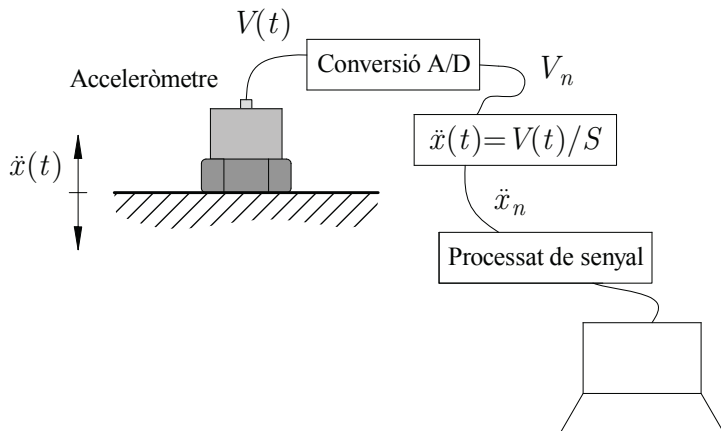 V(t)
Conversió A/D
Acceleròmetre
V_n
ẍ(t)=V(t)/S
ẍ(t)
ẍ_n
Processat de senyal